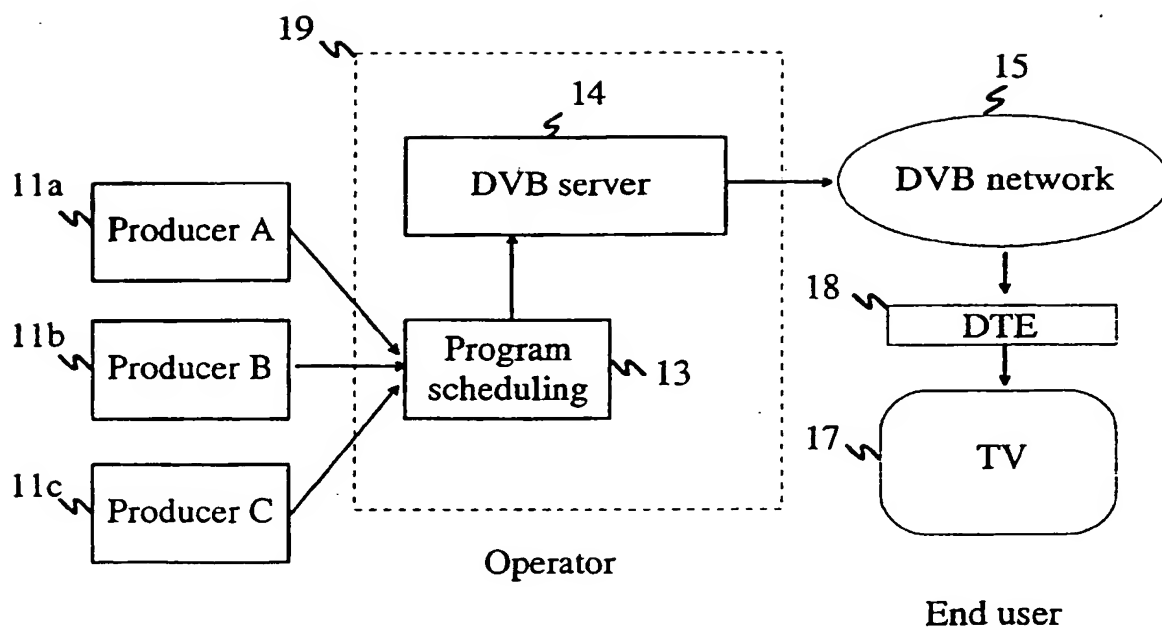 19
15
14
DVB server
DVB network
11a
Producer A
18
DTE
11b
Producer B
Program
scheduling
13
17
TV
11c
Producer C
Operator
End user